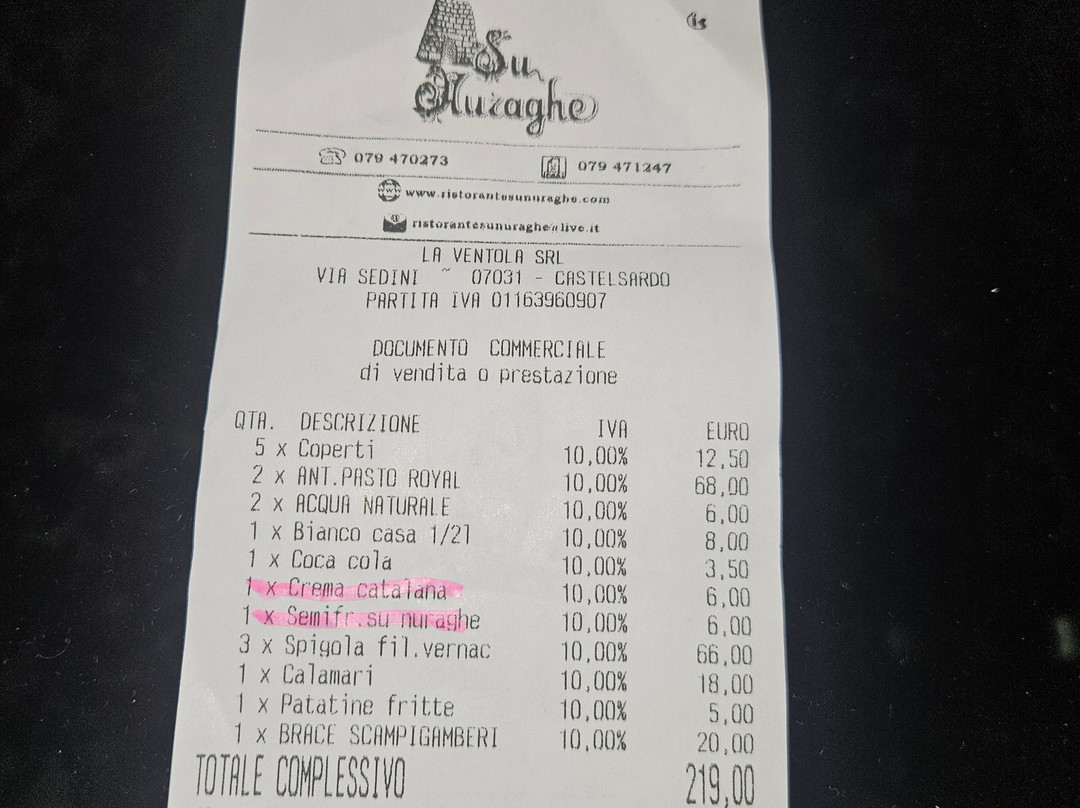 Su
Nuraghe
079 470273 079 471247
www.ristorantesunuraghe.com
ristorantesunuraghe@live.it
LA VENTOLA SRL
VIA SEDINI ~ 07031 - CASTELSARDO
PARTITA IVA 01163960907
DOCUMENTO COMMERCIALE
di vendita o prestazione
QTA. DESCRIZIONE IVA EURO
5 x Coperti 10,00% 12,50
2 x ANT.PASTO ROYAL 10,00% 68,00
2 x ACQUA NATURALE 10,00% 6,00
1 x Bianco casa 1/2l 10,00% 8,00
1 x Coca cola 10,00% 3,50
1 x Crema catalana 10,00% 6,00
1 x Semifr.su nuraghe 10,00% 6,00
3 x Spigola fil.vernac 10,00% 66,00
1 x Calamari 10,00% 18,00
1 x Patatine fritte 10,00% 5,00
1 x BRACE SCAMPIGAMBERI 10,00% 20,00
TOTALE COMPLESSIVO 219,00